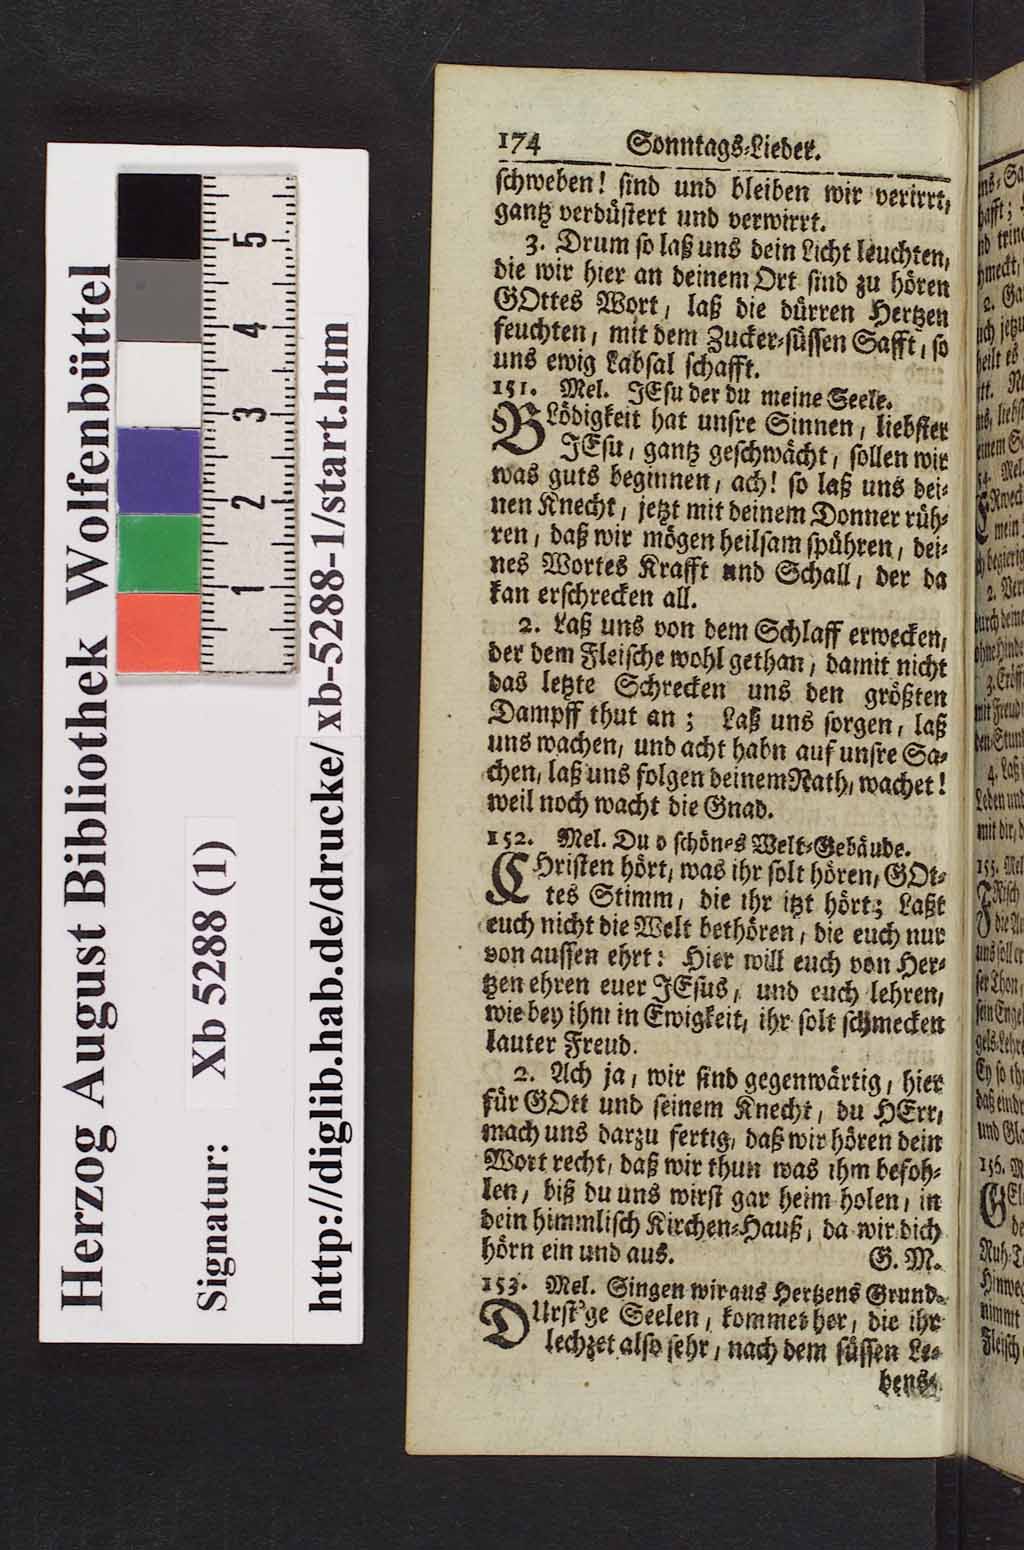 Herzog August Bibliothek Wolfenbüttel
Signatur: Xb 5288 (1)
http://diglib.hab.de/drucke/ xb-5288-1/start.htm
1 2 3 4 5
174 Sonntags-Lieder.
schweben! sind und bleiben wir verirrt,
gantz verdüstert und verwirrt.
3. Drum so laß uns dein Licht leuchten,
die wir hier an deinem Ort sind zu hören
GOttes Wort, laß die dürren Hertzen
feuchten, mit dem Zucker-süssen Safft, so
uns ewig Labsal schafft.
151. Mel. JEsu der du meine Seele.
BLödigkeit hat unsre Sinnen, liebster
JEsu, gantz geschwächt, sollen wir
was guts beginnen, ach! so laß uns dei-
nen Knecht, jetzt mit deinem Donner rüh-
ren, daß wir mögen heilsam spühren, dei-
nes Wortes Krafft und Schall, der da
kan erschrecken all.
2. Laß uns von dem Schlaff erwecken,
der dem Fleische wohl gethan, damit nicht
das letzte Schrecken uns den größten
Dampff thut an; Laß uns sorgen, laß
uns wachen, und acht habn auf unsre Sa-
chen, laß uns folgen deinem Rath, wachet!
weil noch wacht die Gnad.
152. Mel. Du o schönes Welt-Gebäude.
CHristen hört, was ihr solt hören, GOt-
tes Stimm, die ihr itzt hört; Laßt
euch nicht die Welt bethören, die euch nur
von aussen ehrt: Hier will euch von Her-
tzen ehren euer JEsus, und euch lehren,
wie bey ihm in Ewigkeit, ihr solt schmecken
lauter Freud.
2. Ach ja, wir sind gegenwärtig, hier
für GOtt und seinem Knecht, du HErr,
mach uns darzu fertig, daß wir hören dein
Wort recht, daß wir thun was ihm befoh-
len, biß du uns wirst gar heim holen, in
dein himmlisch Kirchen-Hauß, da wir dich
hörn ein und aus. G. M.
153. Mel. Singen wir aus Hertzens Grund.
DUrst'ge Seelen, kommet her, die ihr
lechzet also sehr, nach dem süssen Le-
bens-